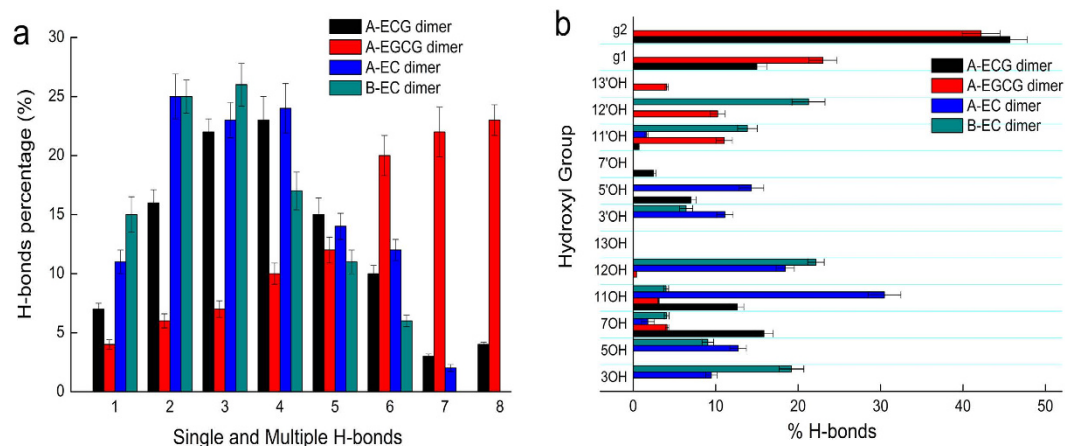 a
A-ECG dimer
A-EGCG dimer
A-EC dimer
B-EC dimer
H-bonds percentage (%)
30
25
20
15
10
5
0
1 2 3 4 5 6 7 8
Single and Multiple H-bonds
b
A-ECG dimer
A-EGCG dimer
A-EC dimer
B-EC dimer
Hydroxyl Group
g2
g1
13'OH
12'OH
11'OH
7'OH
5'OH
3'OH
13OH
12OH
11OH
7OH
5OH
3OH
0 10 20 30 40 50
% H-bonds